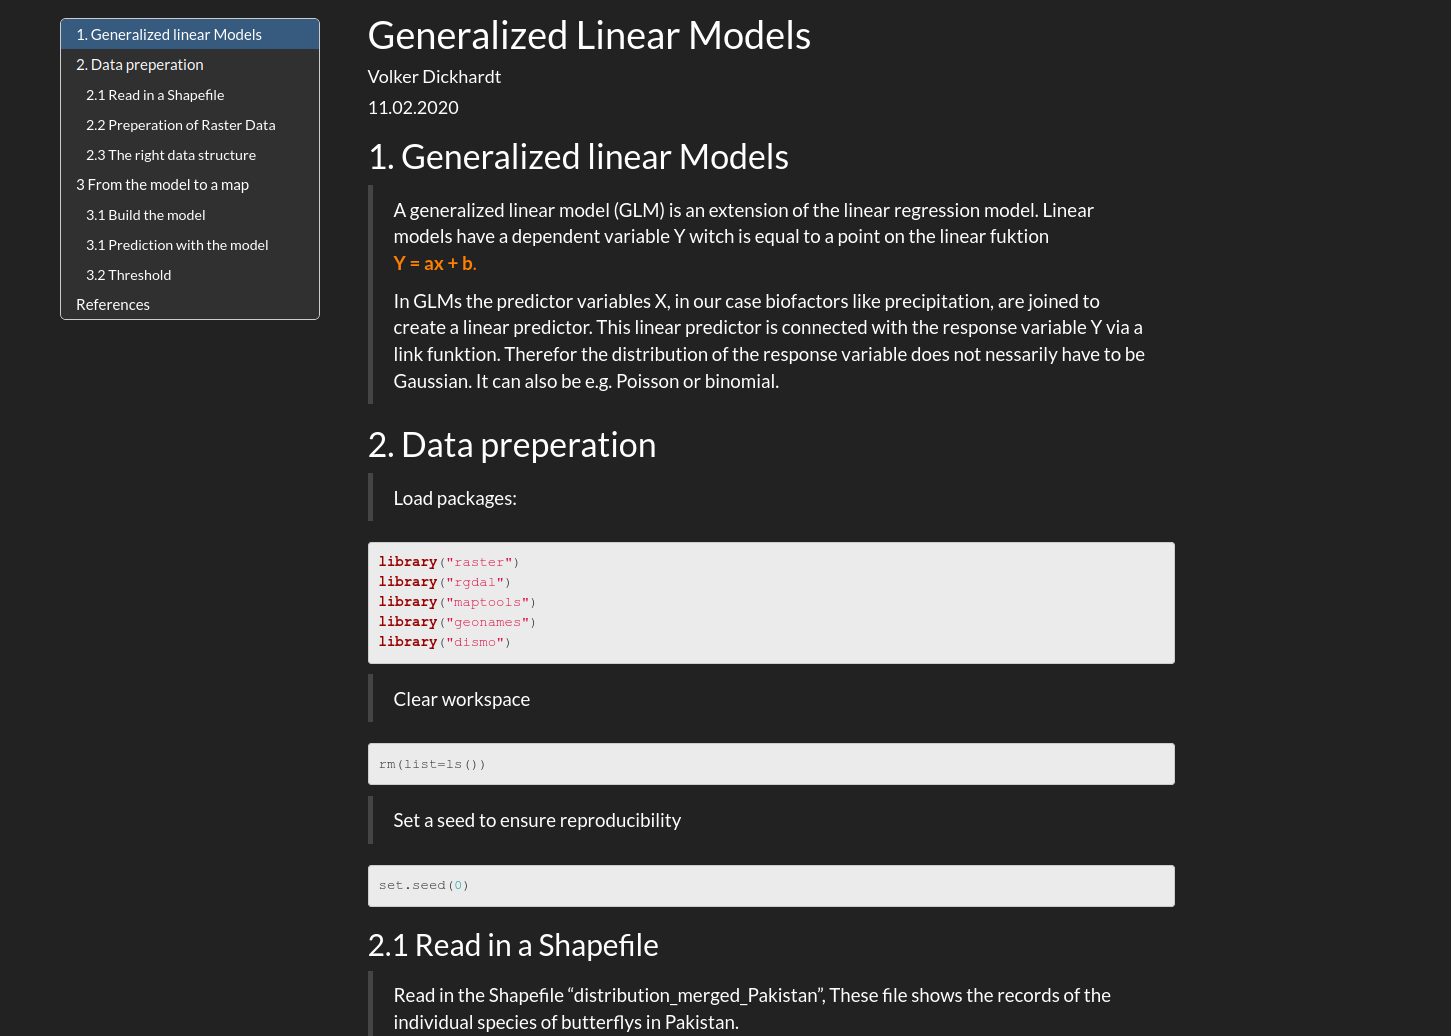 1. Generalized linear Models
2. Data preperation
2.1 Read in a Shapefile
2.2 Preperation of Raster Data
2.3 The right data structure
3 From the model to a map
3.1 Build the model
3.1 Prediction with the model
3.2 Threshold
References
Generalized Linear Models
Volker Dickhardt
11.02.2020
1. Generalized linear Models
A generalized linear model (GLM) is an extension of the linear regression model. Linear
models have a dependent variable Y witch is equal to a point on the linear fuktion
Y = ax + b.
In GLMs the predictor variables X, in our case biofactors like precipitation, are joined to
create a linear predictor. This linear predictor is connected with the response variable Y via a
link funktion. Therefor the distribution of the response variable does not nessarily have to be
Gaussian. It can also be e.g. Poisson or binomial.
2. Data preperation
Load packages:
library("raster")
library("rgdal")
library("maptools")
library("geonames")
library("dismo")
Clear workspace
rm(list=ls())
Set a seed to ensure reproducibility
set.seed(0)
2.1 Read in a Shapefile
Read in the Shapefile “distribution_merged_Pakistan”, These file shows the records of the
individual species of butterflys in Pakistan.